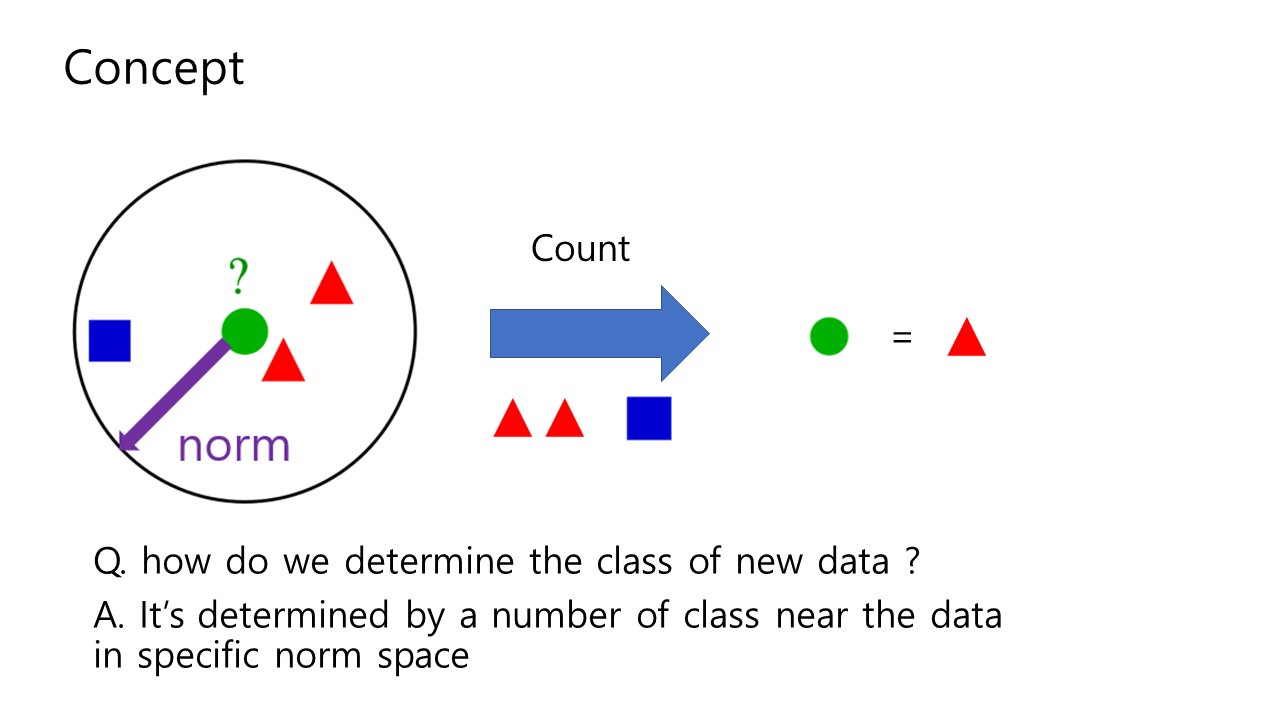 Concept
?
norm
Count
=
Q. how do we determine the class of new data ?
A. It’s determined by a number of class near the data
in specific norm space